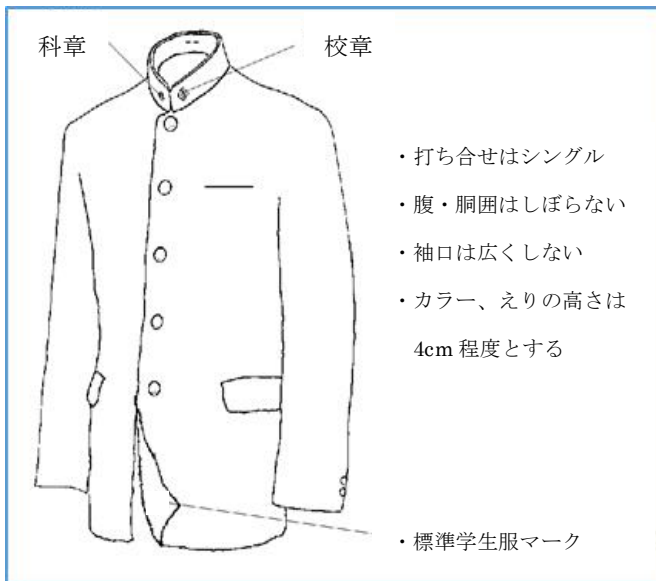 科章
校章
・打ち合せはシングル
・腹・胴囲はしぼらない
・袖口は広くしない
・カラー、えりの高さは
4cm 程度とする
・標準学生服マーク